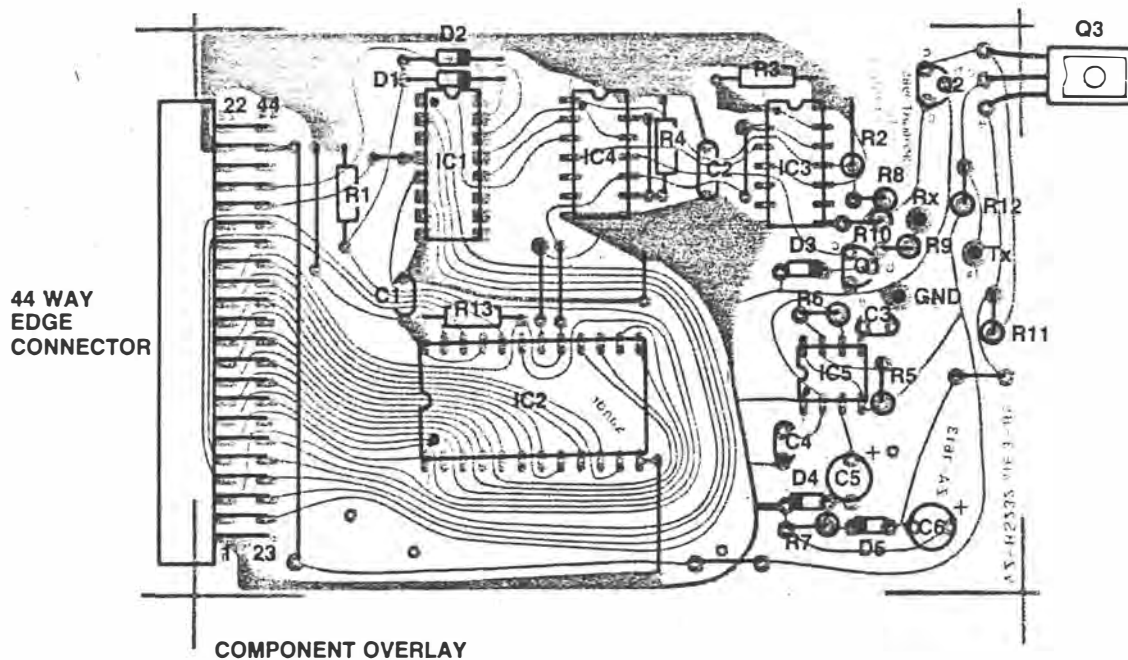 Q3
D2
D1
R3
Q2
22 44
IC1
IC4
R4
C2
IC3
R2
R8
Rx
R1
R12
R10
R9
D3
Q1
Tx
C1
GND
44 WAY
EDGE
CONNECTOR
R13
R6
C3
R11
IC5
R5
IC2
C4
D4
C5
+
+
R7
D5
C6
1 23
COMPONENT OVERLAY